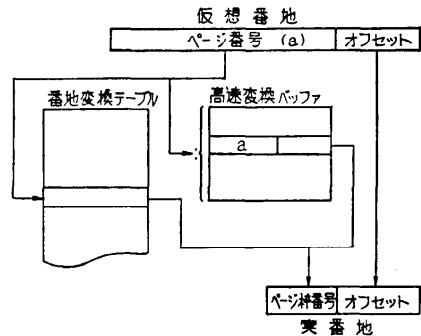 仮想番地
ページ番号 (a)
オフセット
番地変換テーブル
高速変換バッファ
a
ページ枠番号
オフセット
実番地